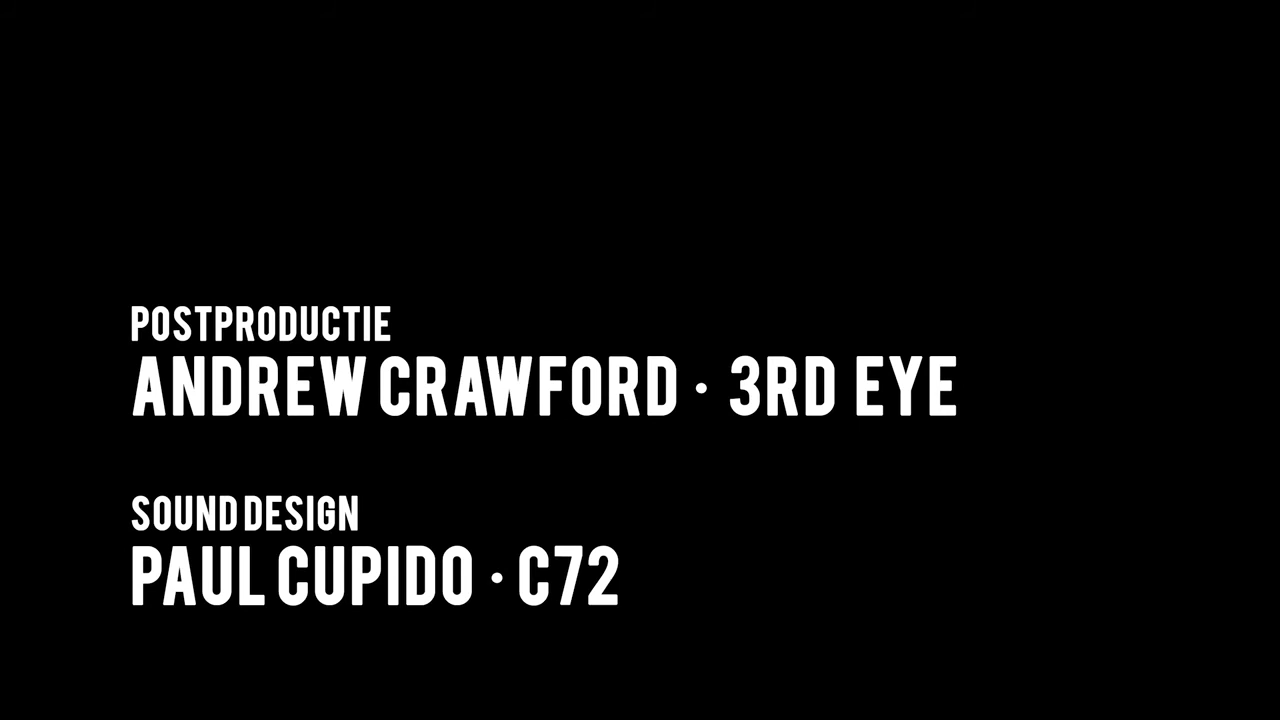 POSTPRODUCTIE
ANDREW CRAWFORD · 3RD EYE
SOUND DESIGN
PAUL CUPIDO · C72